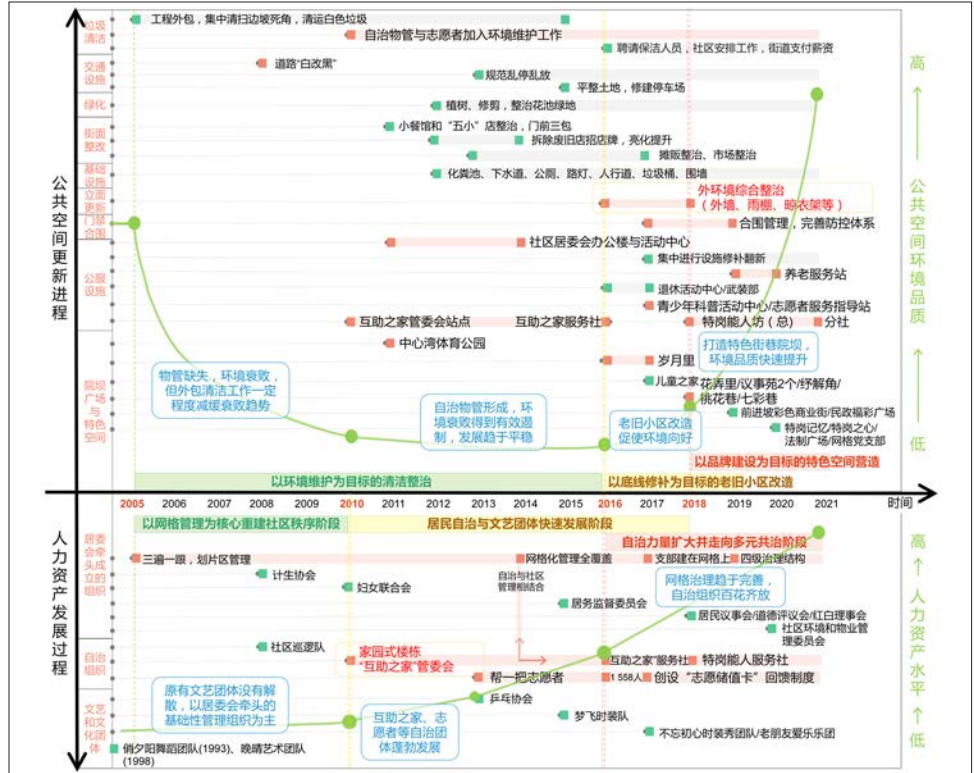 公共空间更新进程
垃圾
清洁
工程外包，集中清扫边坡死角，清运白色垃圾
自治物管与志愿者加入环境维护工作
聘请保洁人员，社区安排工作，街道支付薪资
交通
设施
道路“白改黑”
规范乱停乱放
平整土地，修建停车场
绿化
植树、修剪，整治花池绿地
街面
整改
小餐馆和“五小”店整治，门前三包
拆除废旧店招店牌，亮化提升
摊贩整治、市场整治
基础
设施
化粪池、下水道、公厕、路灯、人行道、垃圾桶、围墙
立面
更新
外环境综合整治
（外墙、雨棚、晾衣架等）
门禁
合围
合围管理，完善防控体系
公服
设施
社区居委会办公楼与活动中心
集中进行设施修补翻新
养老服务站
退休活动中心/武装部
青少年科普活动中心/志愿者服务指导站
互助之家管委会站点
互助之家服务社
特岗能人坊（总）
分社
院坝
广场
与特色
空间
中心湾体育公园
打造特色街巷院坝，
环境品质快速提升
岁月里
物管缺失，环境衰败，
但外包清洁工作一定
程度减缓衰败趋势
儿童之家
花弄里/议事苑2个/纾解角/
桃花巷/七彩巷
自治物管形成，环
境衰败得到有效遏
制，发展趋于平稳
老旧小区改造
促使环境向好
前进坡彩色商业街/民政福彩广场
特岗记忆/特岗之心/
法制广场/网格党支部
以品牌建设为目标的特色空间营造
以环境维护为目标的清洁整治
以底线修补为目标的老旧小区改造
高
公共空间环境品质
低
2005 2006 2007 2008 2010 2011 2012 2013 2014 2015 2016 2017 2018 2019 2020 2021 时间
人力资产发展过程
以网格管理为核心重建社区秩序阶段
居民自治与文艺团体快速发展阶段
自治力量扩大并走向多元共治阶段
居委
会牵
头成
立的
组织
三遍一跟，划片区管理
网格化管理全覆盖
支部建在网格上
四级治理结构
计生协会
妇女联合会
自治与社区
管理相结合
网格治理趋于完善，
自治组织百花齐放
居务监督委员会
居民议事会/道德评议会/红白理事会
社区环境和物业管
理委员会
自治
组织
社区巡逻队
家园式楼栋
“互助之家”管委会
互助之家”服务社
特岗能人服务社
帮一把志愿者
1 558人
创设“志愿储值卡”回馈制度
文艺
和文
化团
体
原有文艺团体没有解
散，以居委会牵头的
基础性管理组织为主
互助之家、志
愿者等自治团
体蓬勃发展
乒乓协会
梦飞时装队
不忘初心时装秀团队/老朋友爱乐乐团
俏夕阳舞蹈团队(1993)、晚晴艺术团队
(1998)
高
人力资产水平
低